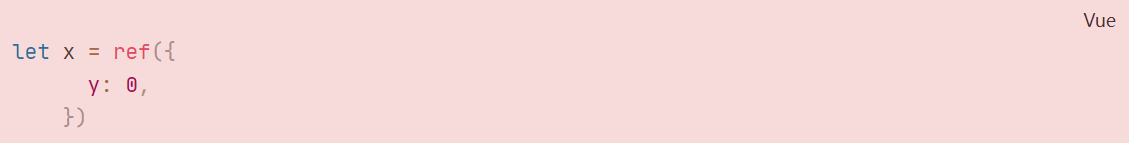 Vue
let x = ref({
      y: 0,
    })